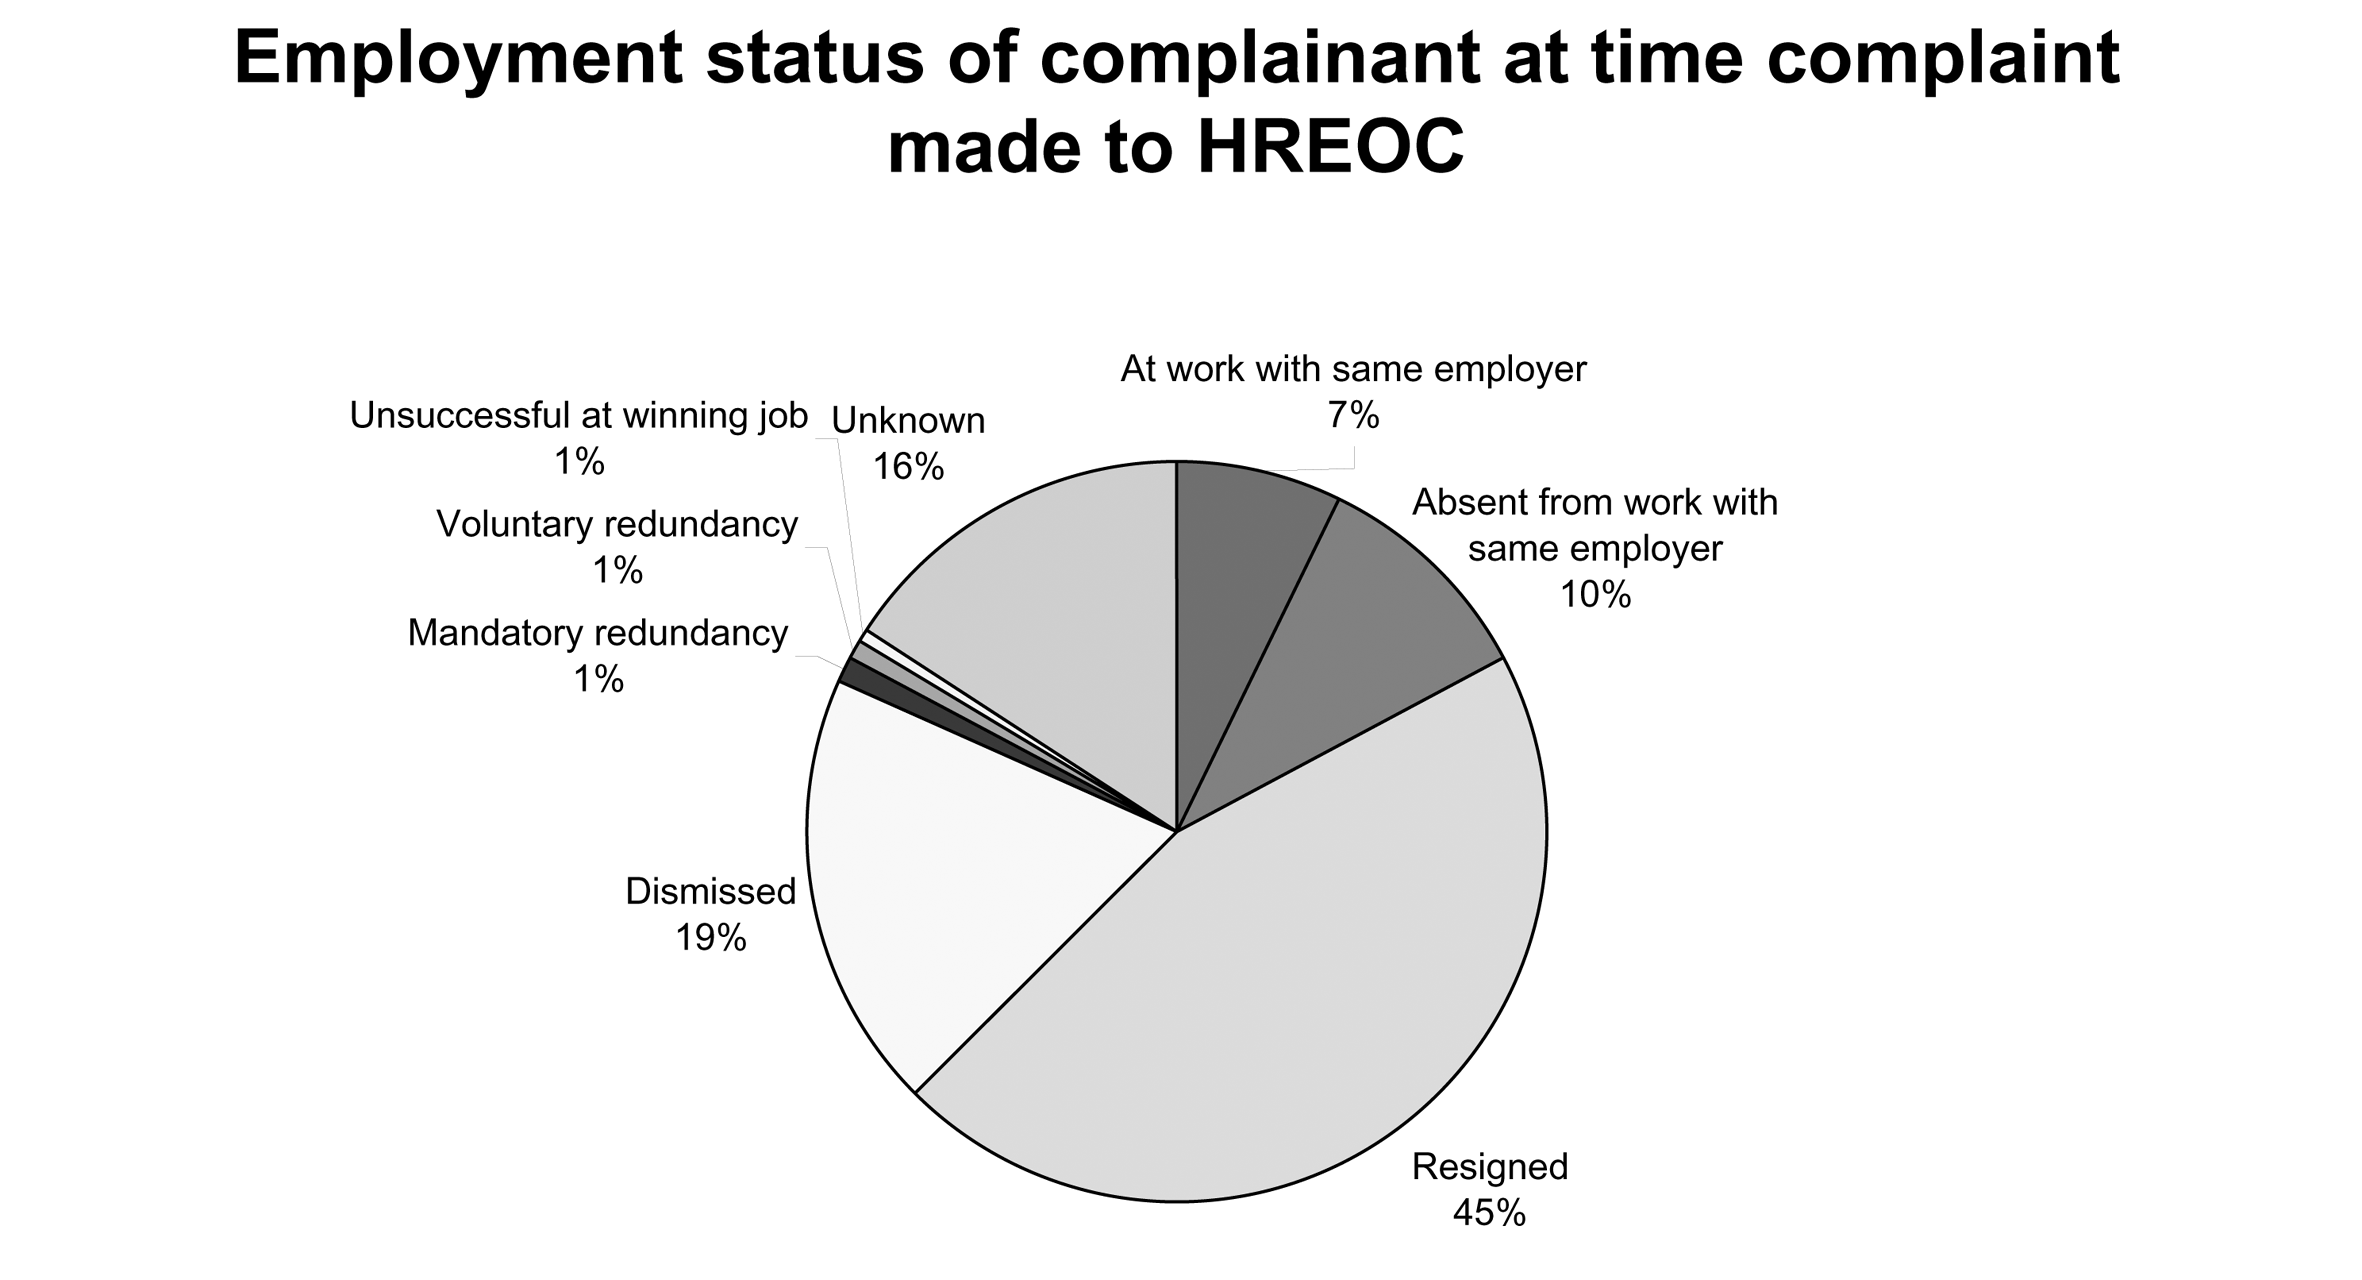 Employment status of complainant at time complaint
made to HREOC
At work with same employer
7%
Absent from work with
same employer
10%
Resigned
45%
Dismissed
19%
Mandatory redundancy
1%
Voluntary redundancy
1%
Unsuccessful at winning job
1%
Unknown
16%